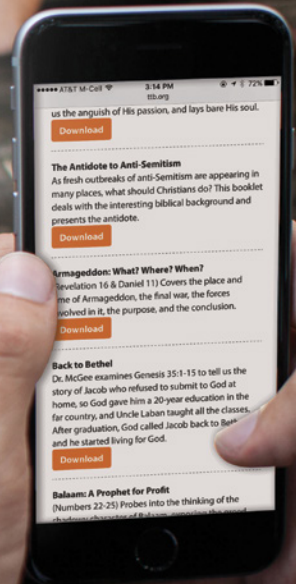 AT&T M-Cell 3:14 PM 72%
ttb.org
us the anguish of His passion, and lays bare His soul.
Download
The Antidote to Anti-Semitism
As fresh outbreaks of anti-Semitism are appearing in
many places, what should Christians do? This booklet
deals with the interesting biblical background and
presents the antidote.
Download
Armageddon: What? Where? When?
Revelation 16 & Daniel 11) Covers the place and
me of Armageddon, the final war, the forces
volved in it, the purpose, and the conclusion.
Download
Back to Bethel
Dr. McGee examines Genesis 35:1-15 to tell us the
story of Jacob who refused to submit to God at
home, so God gave him a 20-year education in the
far country, and Uncle Laban taught all the classes.
After graduation, God called Jacob back to Beth
and he started living for God.
Download
Balaam: A Prophet for Profit
(Numbers 22-25) Probes into the thinking of the
shadowy character of Balaam, exposing the